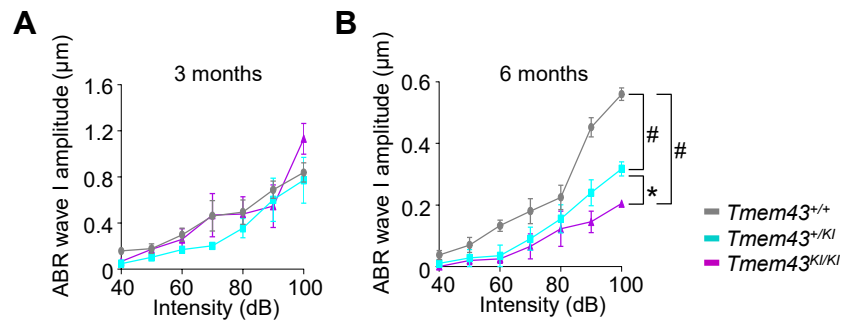 A
B
3 months
6 months
ABR wave I amplitude (μm)
1.6
1.2
0.8
0.4
0
40 60 80 100
Intensity (dB)
ABR wave I amplitude (μm)
0.6
0.4
0.2
0
40 60 80 100
Intensity (dB)
#
#
*
Tmem43+/+
Tmem43+/KI
Tmem43KI/KI